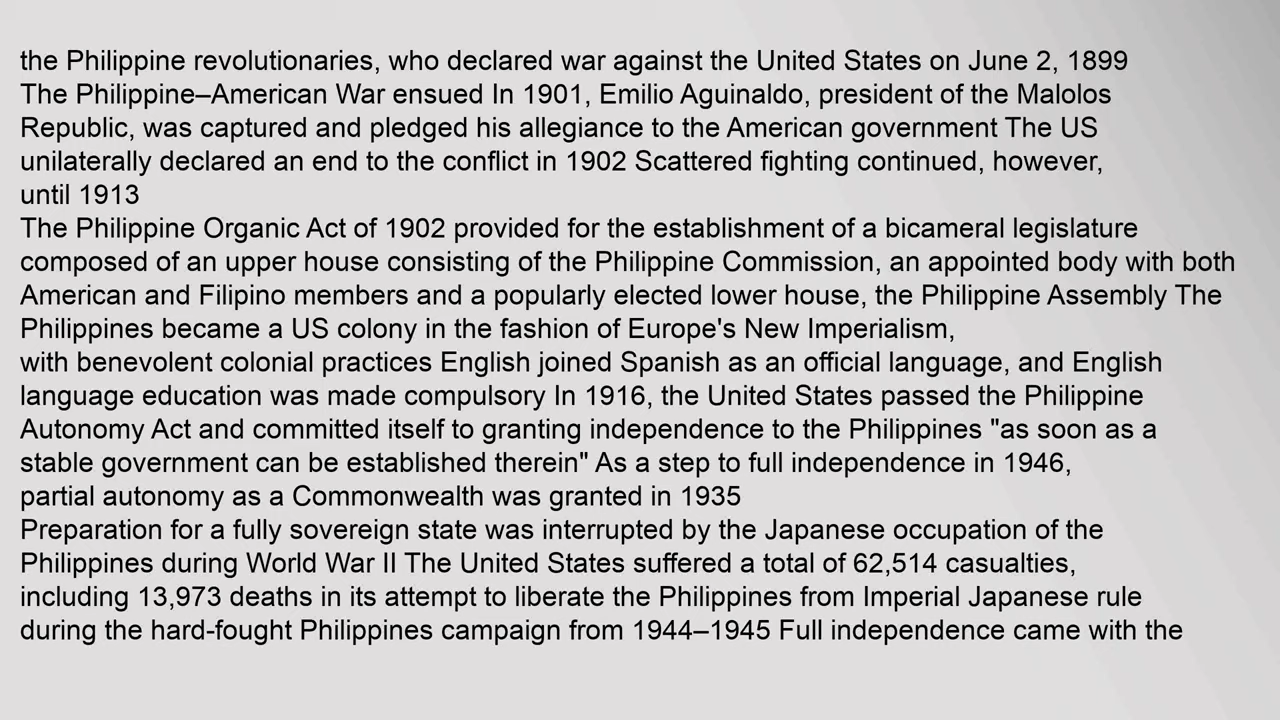 the Philippine revolutionaries, who declared war against the United States on June 2, 1899
The Philippine–American War ensued In 1901, Emilio Aguinaldo, president of the Malolos
Republic, was captured and pledged his allegiance to the American government The US
unilaterally declared an end to the conflict in 1902 Scattered fighting continued, however,
until 1913
The Philippine Organic Act of 1902 provided for the establishment of a bicameral legislature
composed of an upper house consisting of the Philippine Commission, an appointed body with both
American and Filipino members and a popularly elected lower house, the Philippine Assembly The
Philippines became a US colony in the fashion of Europe's New Imperialism,
with benevolent colonial practices English joined Spanish as an official language, and English
language education was made compulsory In 1916, the United States passed the Philippine
Autonomy Act and committed itself to granting independence to the Philippines "as soon as a
stable government can be established therein" As a step to full independence in 1946,
partial autonomy as a Commonwealth was granted in 1935
Preparation for a fully sovereign state was interrupted by the Japanese occupation of the
Philippines during World War II The United States suffered a total of 62,514 casualties,
including 13,973 deaths in its attempt to liberate the Philippines from Imperial Japanese rule
during the hard-fought Philippines campaign from 1944–1945 Full independence came with the